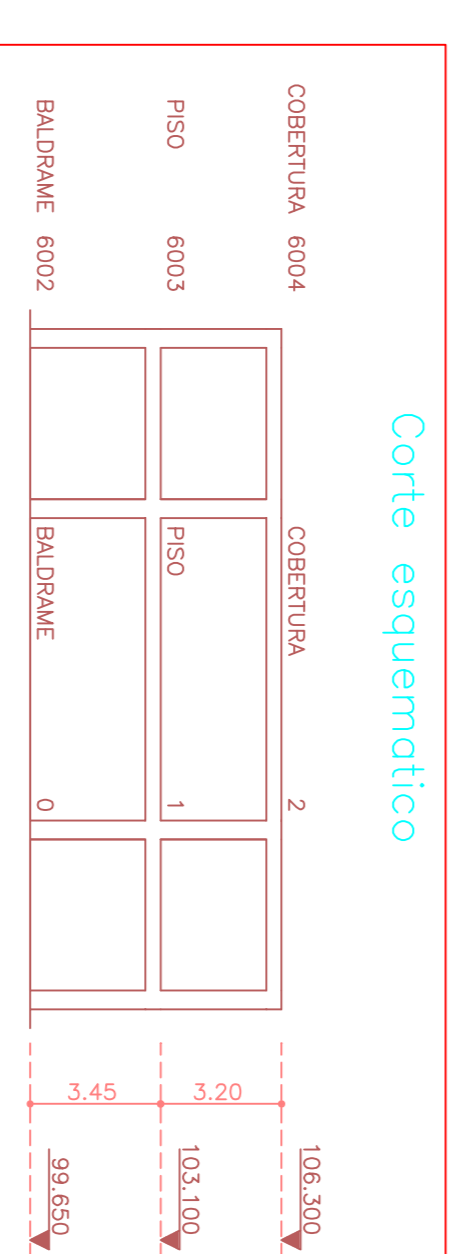 Corte esquematico
COBERTURA 6004
COBERTURA 2
106.300
3.20
PISO 6003
PISO 1
103.100
3.45
BALDRAME 6002
BALDRAME 0
99.650